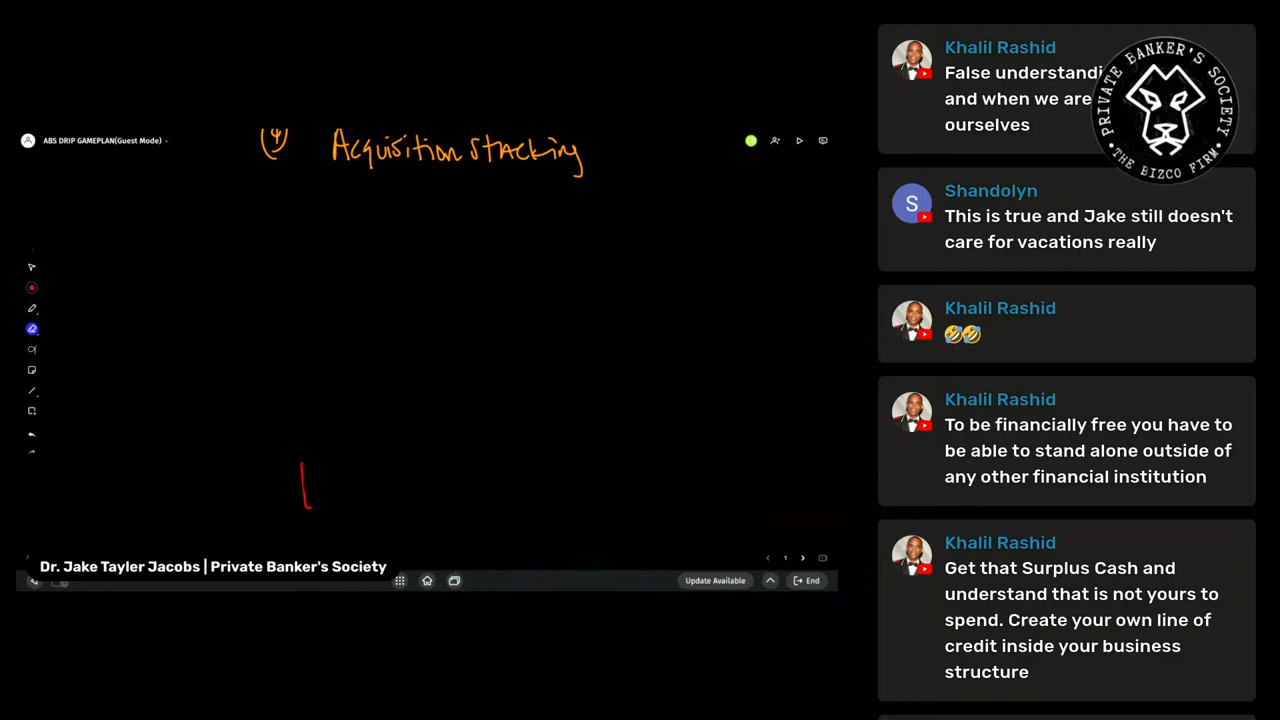 ABS DRIP GAMEPLAN(Guest Mode)
4 Acquisition Stacking
Update Available
End
1
Dr. Jake Tayler Jacobs | Private Banker's Society
Khalil Rashid
False understandi
and when we are
ourselves
PRIVATE BANKER'S SOCIETY
• THE BIZCO FIRM •
S
Shandolyn
This is true and Jake still doesn't
care for vacations really
Khalil Rashid
🤣🤣
Khalil Rashid
To be financially free you have to
be able to stand alone outside of
any other financial institution
Khalil Rashid
Get that Surplus Cash and
understand that is not yours to
spend. Create your own line of
credit inside your business
structure